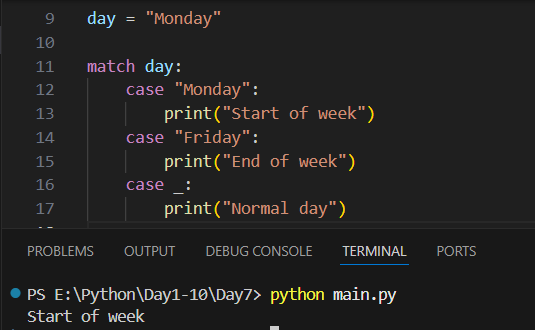 9 day = "Monday"
10
11 match day:
12     case "Monday":
13         print("Start of week")
14     case "Friday":
15         print("End of week")
16     case _:
17         print("Normal day")
PROBLEMS OUTPUT DEBUG CONSOLE TERMINAL PORTS
PS E:\Python\Day1-10\Day7> python main.py
Start of week